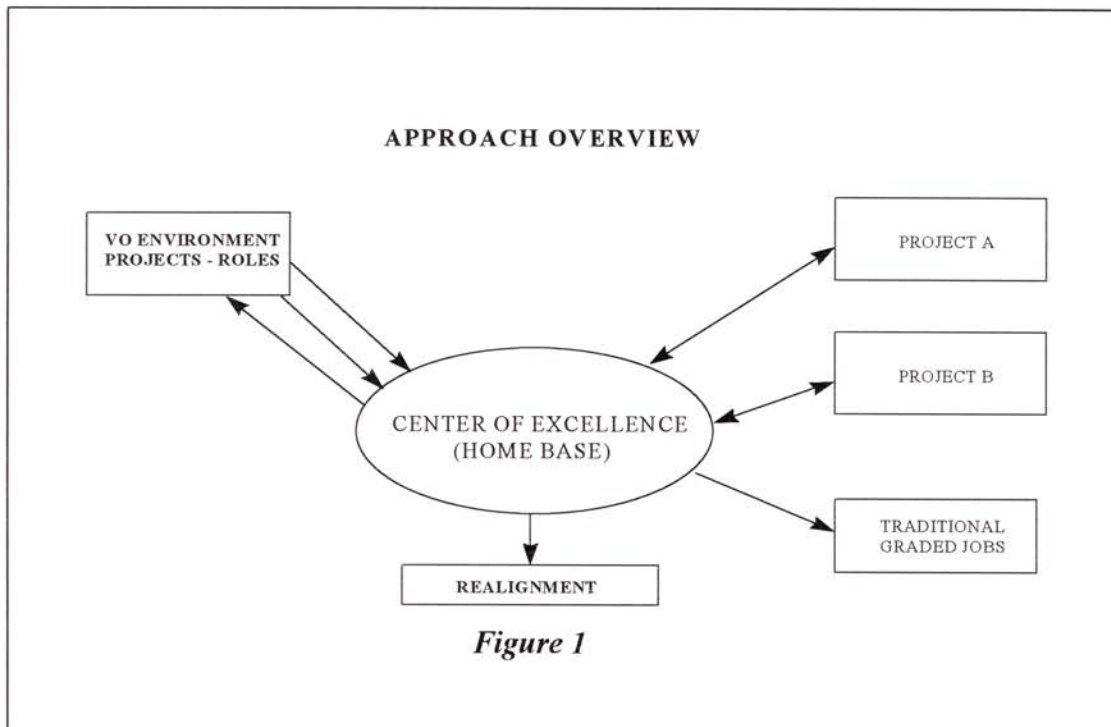 APPROACH OVERVIEW
VO ENVIRONMENT
PROJECTS - ROLES
PROJECT A
PROJECT B
CENTER OF EXCELLENCE
(HOME BASE)
TRADITIONAL
GRADED JOBS
REALIGNMENT
Figure 1